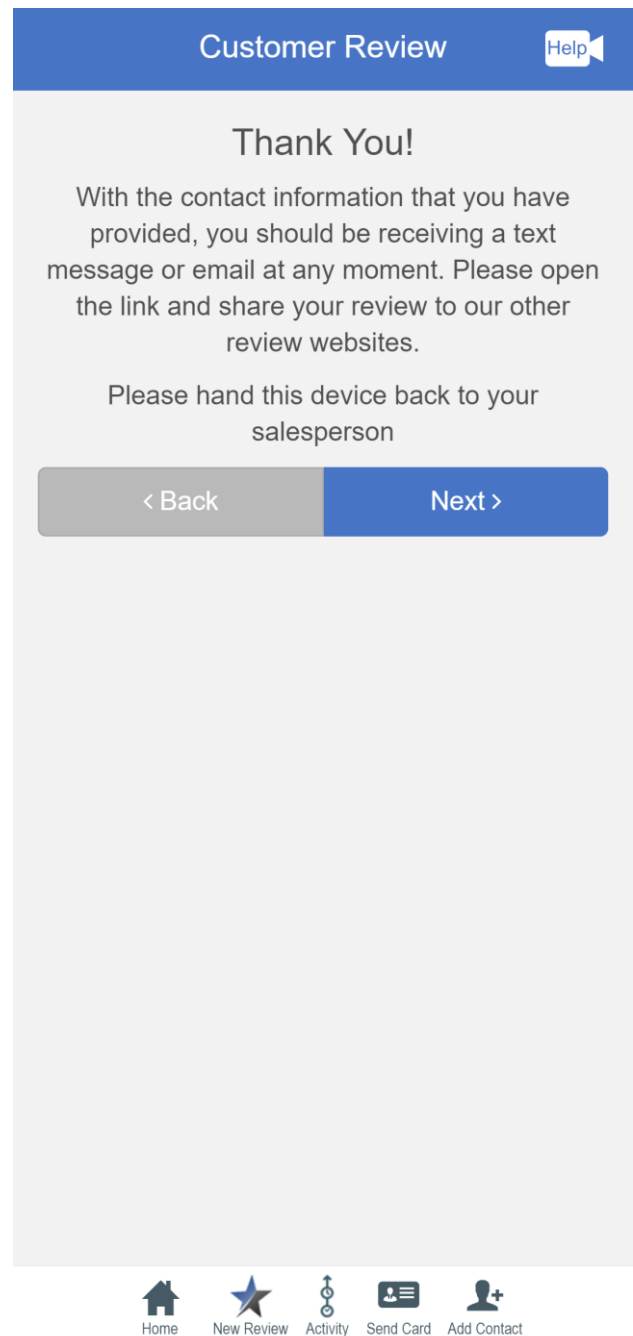 Customer Review
Help
Thank You!
With the contact information that you have
provided, you should be receiving a text
message or email at any moment. Please open
the link and share your review to our other
review websites.
Please hand this device back to your
salesperson
< Back
Next >
Home
New Review
Activity
Send Card
Add Contact